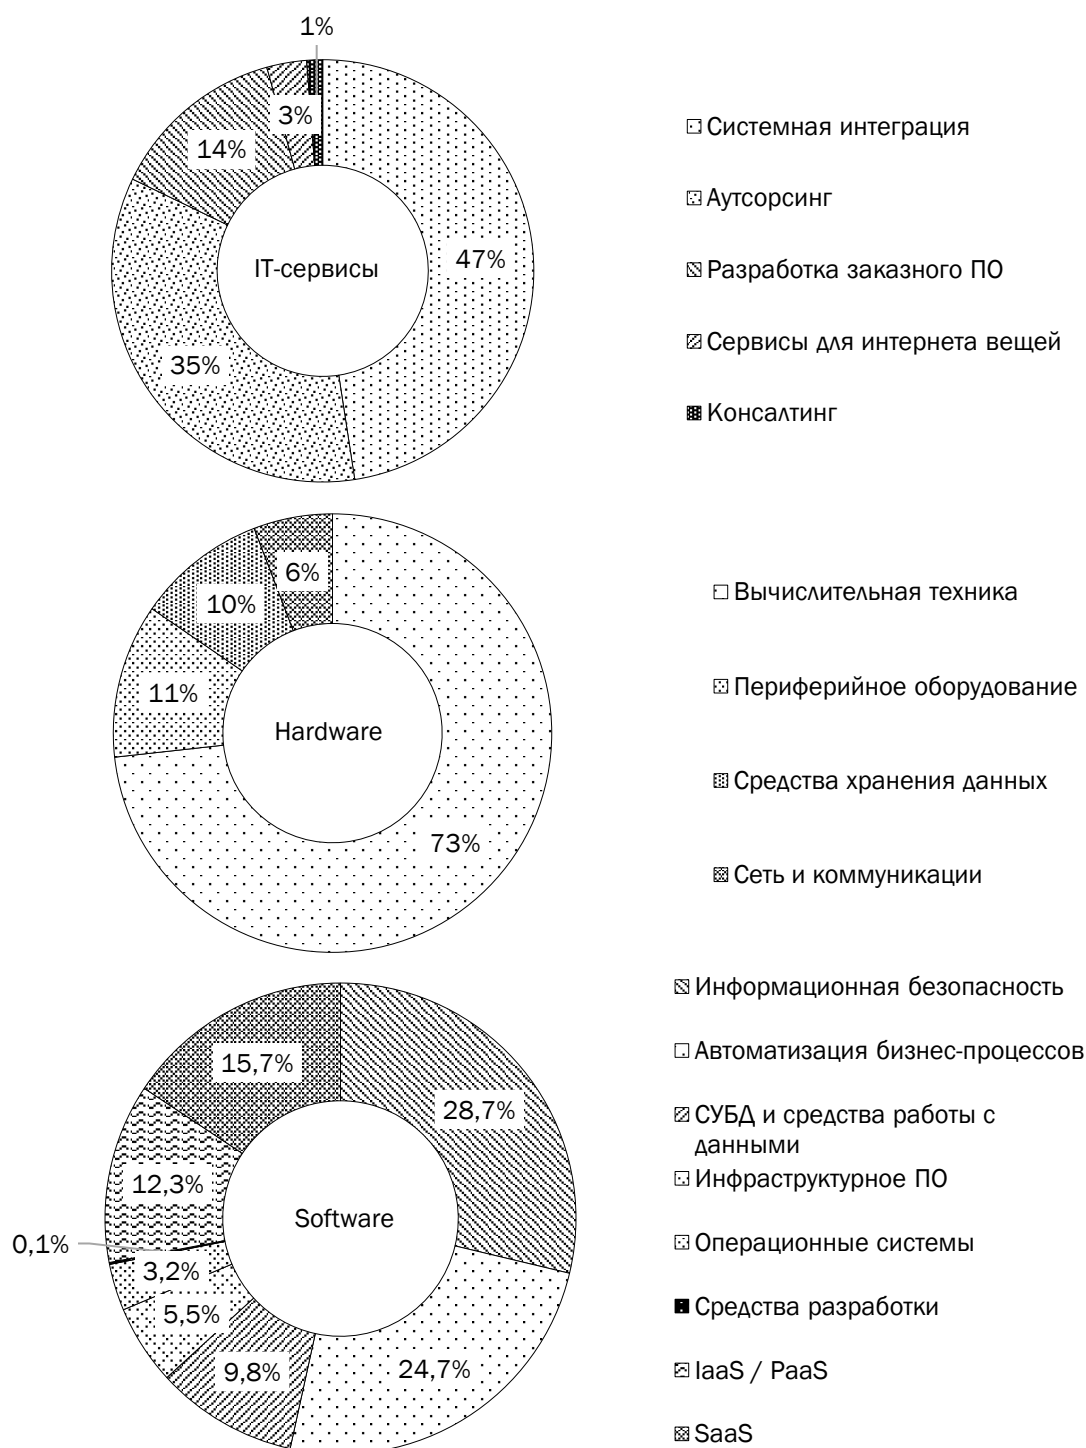 1%
3%
14%
47%
35%
IT-сервисы
Системная интеграция
Аутсорсинг
Разработка заказного ПО
Сервисы для интернета вещей
Консалтинг
6%
10%
11%
73%
Hardware
Вычислительная техника
Периферийное оборудование
Средства хранения данных
Сеть и коммуникации
15,7%
28,7%
12,3%
0,1%
3,2%
5,5%
9,8%
24,7%
Software
Информационная безопасность
Автоматизация бизнес-процессов
СУБД и средства работы с
данными
Инфраструктурное ПО
Операционные системы
Средства разработки
IaaS / PaaS
SaaS